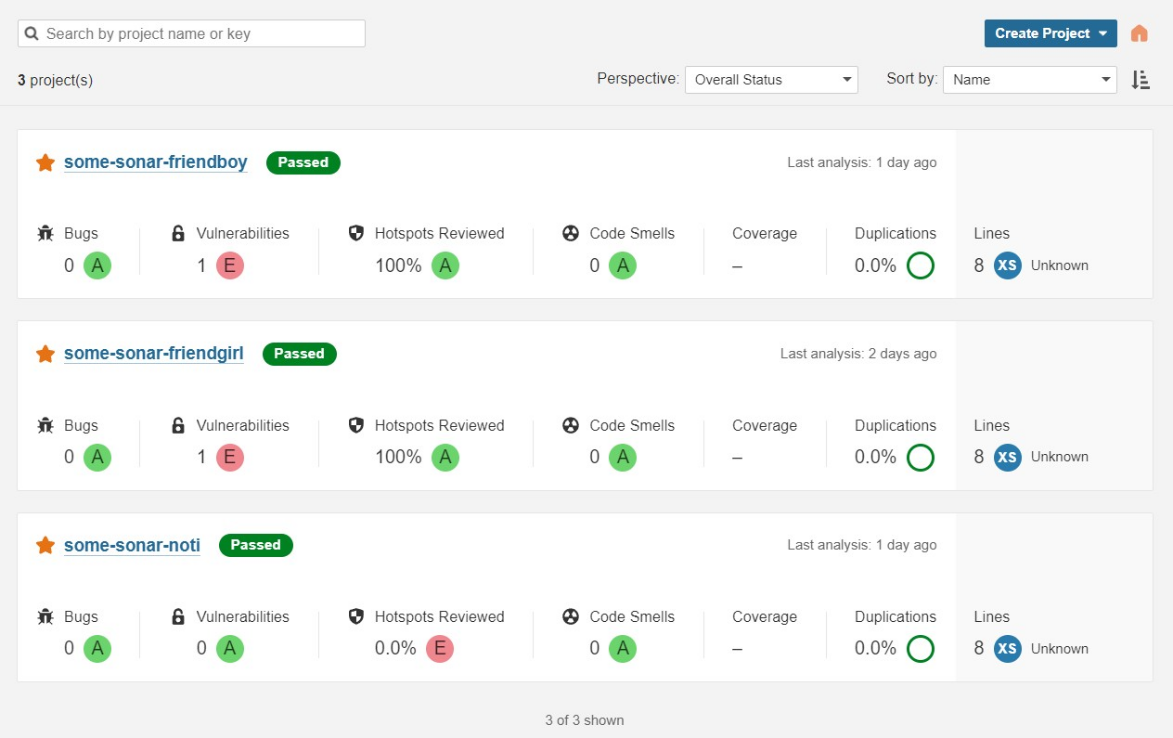 Search by project name or key
Create Project
3 project(s)
Perspective: Overall Status
Sort by: Name
some-sonar-friendboy Passed Last analysis: 1 day ago
Bugs Vulnerabilities Hotspots Reviewed Code Smells Coverage Duplications Lines
0 A 1 E 100% A 0 A – 0.0% 8 XS Unknown
some-sonar-friendgirl Passed Last analysis: 2 days ago
Bugs Vulnerabilities Hotspots Reviewed Code Smells Coverage Duplications Lines
0 A 1 E 100% A 0 A – 0.0% 8 XS Unknown
some-sonar-noti Passed Last analysis: 1 day ago
Bugs Vulnerabilities Hotspots Reviewed Code Smells Coverage Duplications Lines
0 A 0 A 0.0% E 0 A – 0.0% 8 XS Unknown
3 of 3 shown